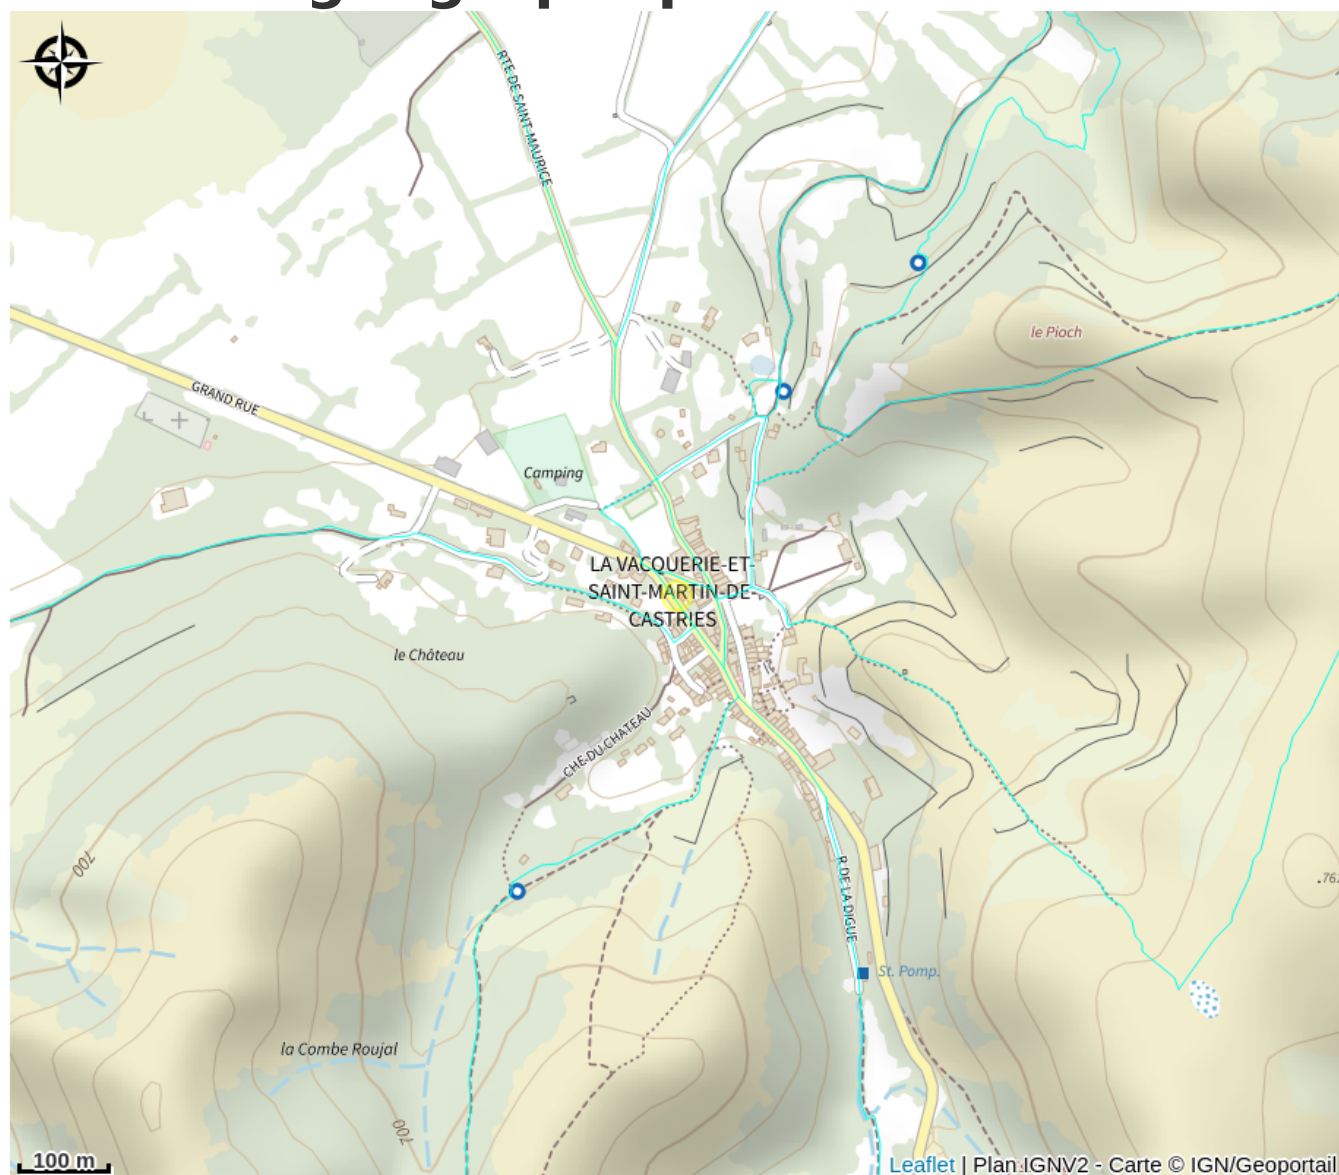 RTE DE SAINT-MAURICE
GRAND RUE
le Pioch
Camping
LA VACQUERIE-ET-
SAINT-MARTIN-DE-
CASTRIES
le Château
CHE DU CHATEAU
700
R DE LA DIGUE
St. Pomp.
la Combe Roujal
700
100 m
Leaflet | Plan IGNV2 - Carte © IGN/Geoportail